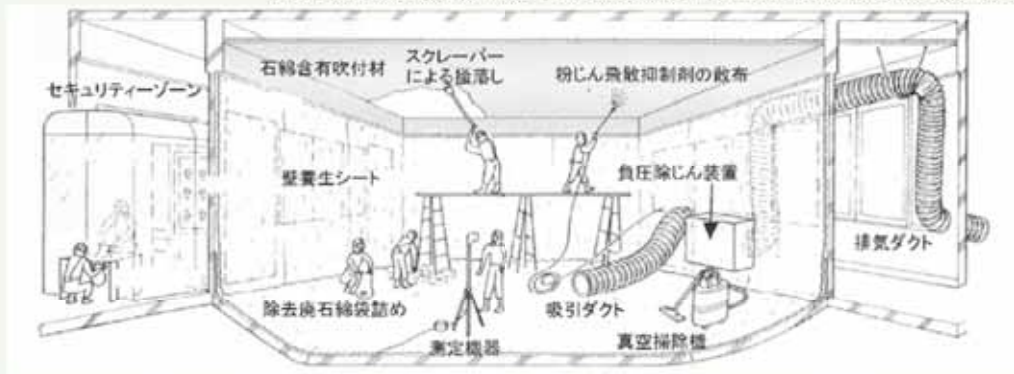 石綿含有吹付材
スクレーパー
による掻落し
粉じん飛散抑制剤の散布
セキュリティーゾーン
壁養生シート
負圧除じん装置
排気ダクト
除去廃石綿袋詰め
吸引ダクト
測定機器
真空掃除機